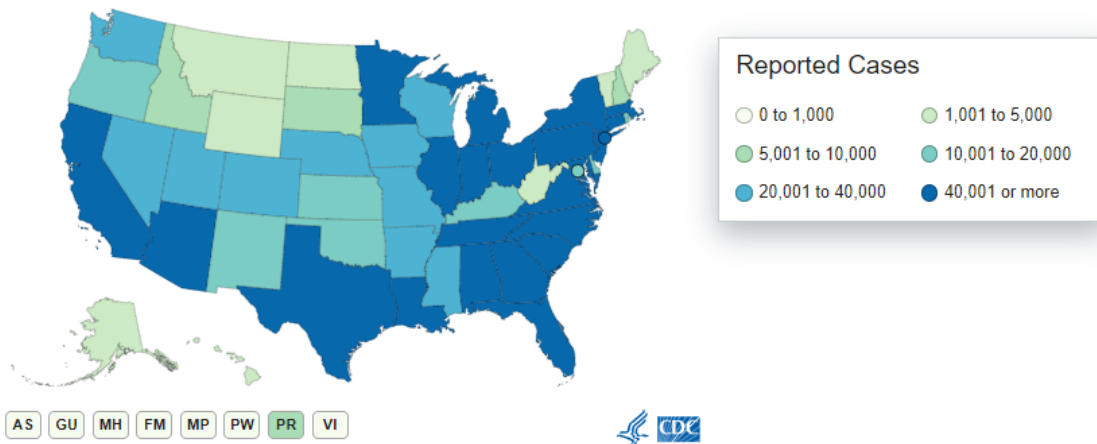 Reported Cases
0 to 1,000
1,001 to 5,000
5,001 to 10,000
10,001 to 20,000
20,001 to 40,000
40,001 or more
AS GU MH FM MP PW PR VI
CDC